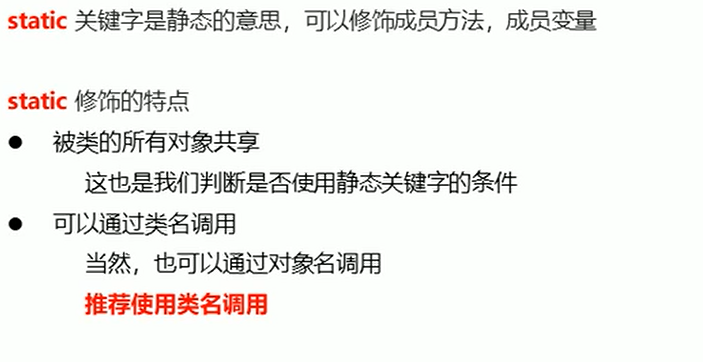 static 关键字是静态的意思，可以修饰成员方法，成员变量
static 修饰的特点
● 被类的所有对象共享
这也是我们判断是否使用静态关键字的条件
● 可以通过类名调用
当然，也可以通过对象名调用
推荐使用类名调用